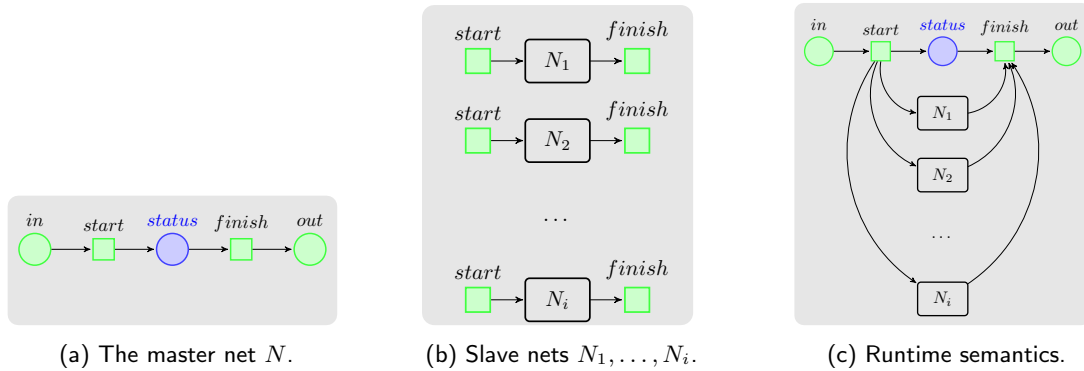 in
start
status
finish
out
(a) The master net N.
start
N₁
finish
start
N₂
finish
...
start
Nᵢ
finish
(b) Slave nets N₁, . . . , Nᵢ.
in
start
status
finish
out
N₁
N₂
...
Nᵢ
(c) Runtime semantics.